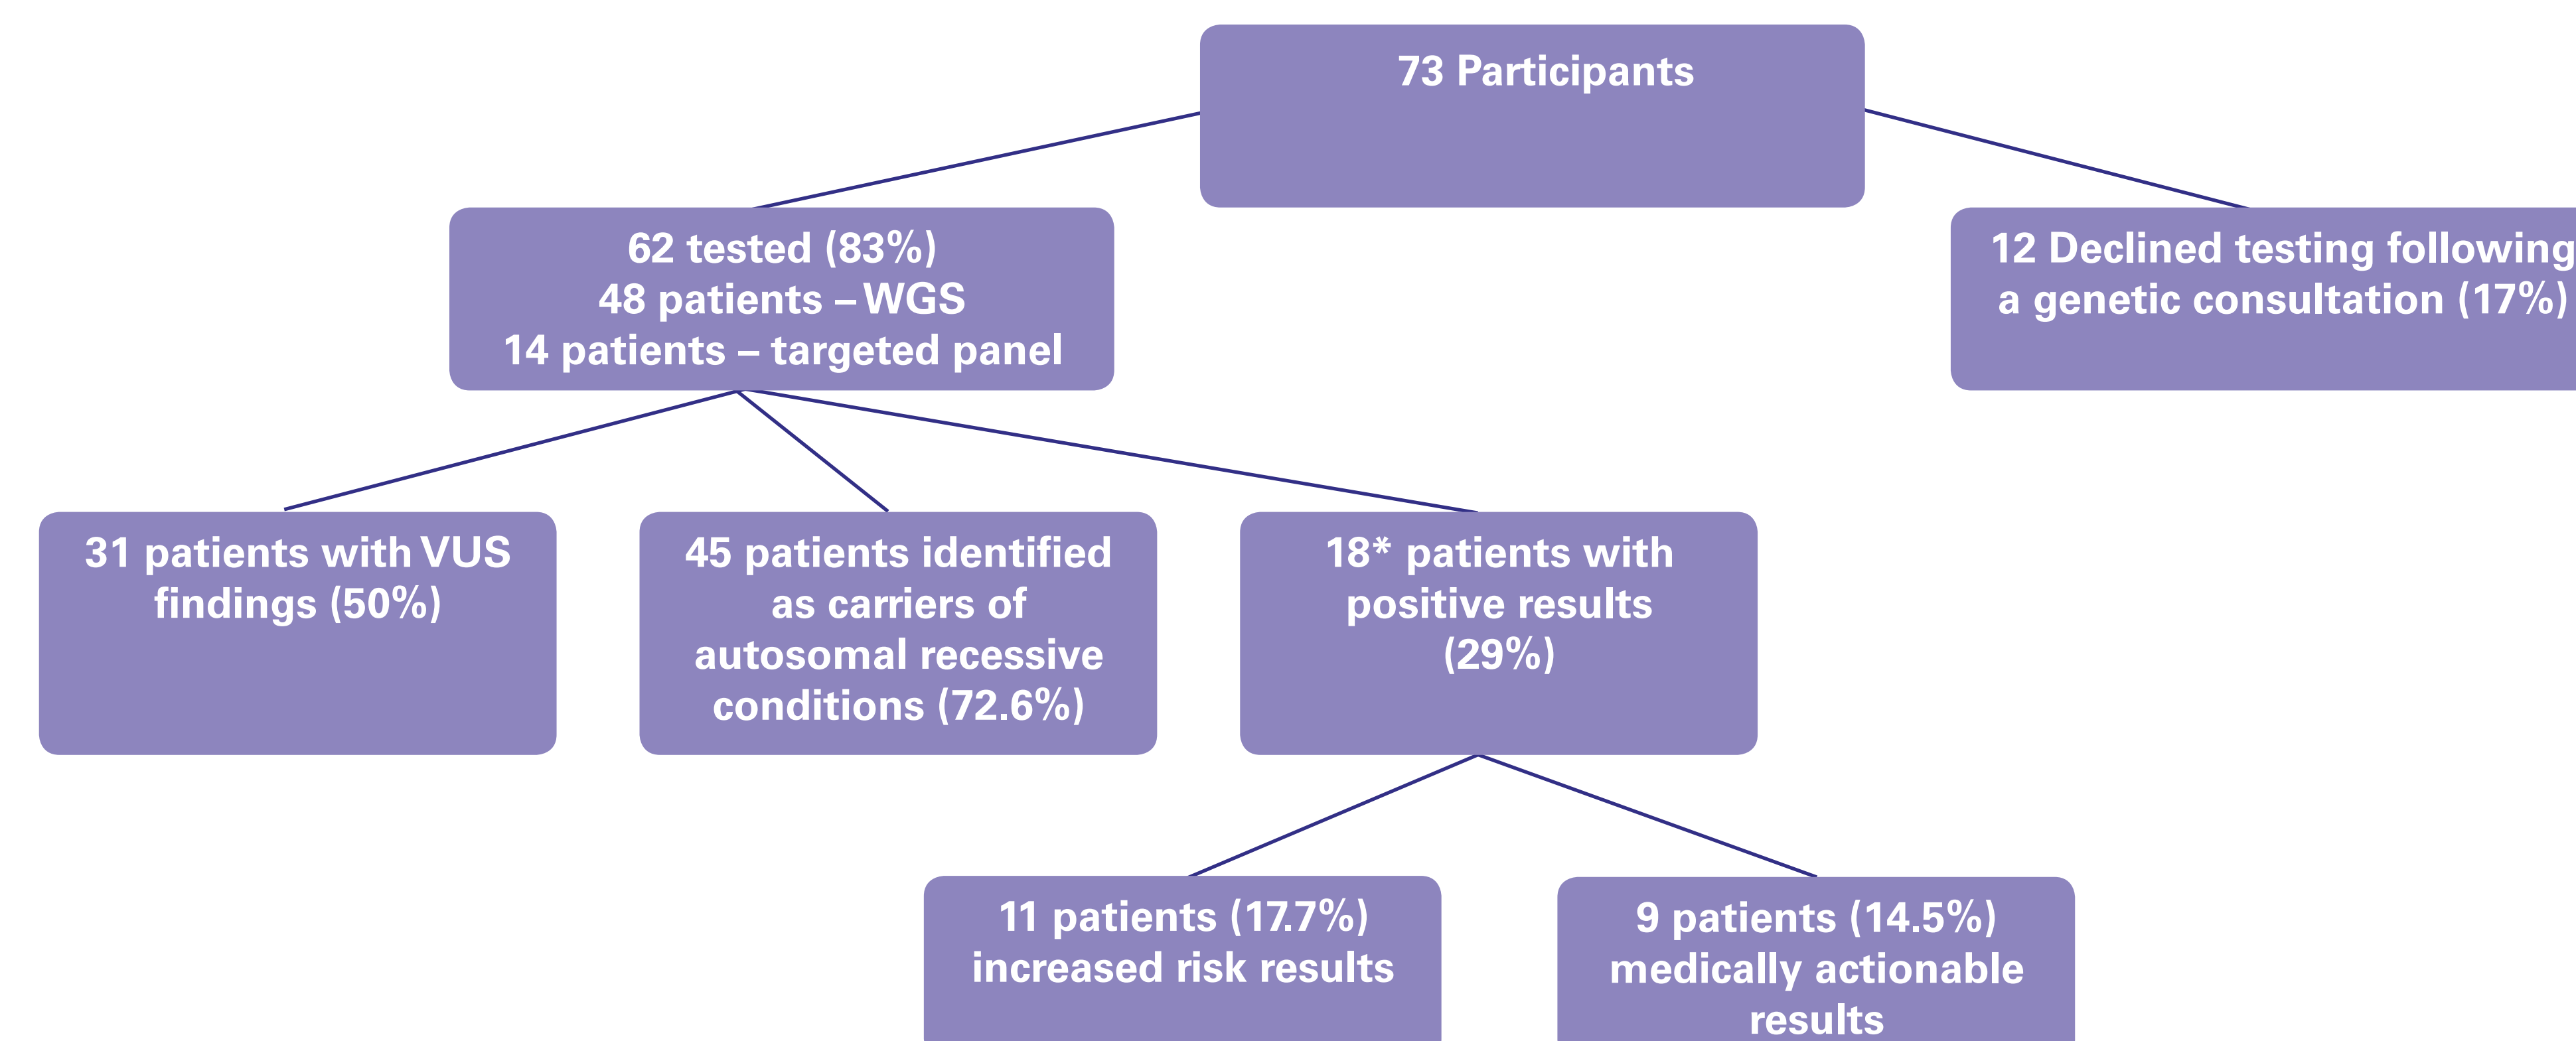 73 Participants
62 tested (83%)
48 patients – WGS
14 patients – targeted panel
12 Declined testing following
a genetic consultation (17%)
31 patients with VUS
findings (50%)
45 patients identified
as carriers of
autosomal recessive
conditions (72.6%)
18* patients with
positive results
(29%)
11 patients (17.7%)
increased risk results
9 patients (14.5%)
medically actionable
results